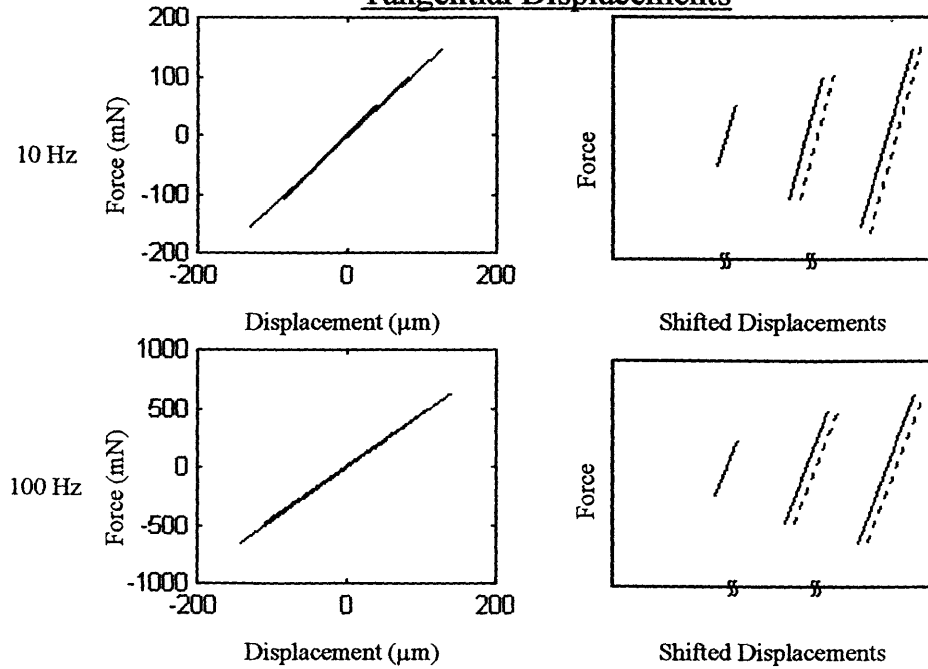 Tangential Displacements
200
100
0
-100
-200
-200
0
200
Force (mN)
10 Hz
Displacement (µm)
Force
Shifted Displacements
1000
500
0
-500
-1000
-200
0
200
Force (mN)
100 Hz
Displacement (µm)
Force
Shifted Displacements